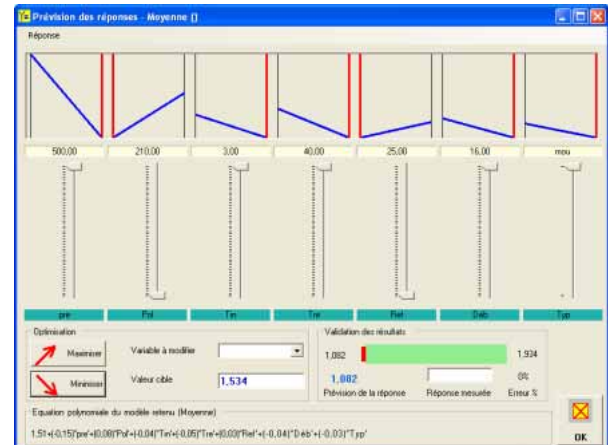 Prévision des réponses - Moyenne ()
Réponse
500,00 210,00 3,00 40,00 25,00 16,00 mou
pre Pol Tin Tre Ref Déb Typ
Optimisation
Maximiser Variable à modifier
Minimiser Valeur cible 1,534
Validation des résultats
1,082 1,934
1,082 0%
Prévision de la réponse Réponse mesurée Erreur %
Equation polynomiale du modèle retenu (Moyenne)
1.51+(-0,15)*pre'+(0,08)*Pol'+(-0,04)*Tin'+(-0,05)*Tre'+(0,03)*Ref'+(-0,04)*Déb'+(-0,03)*Typ'
OK